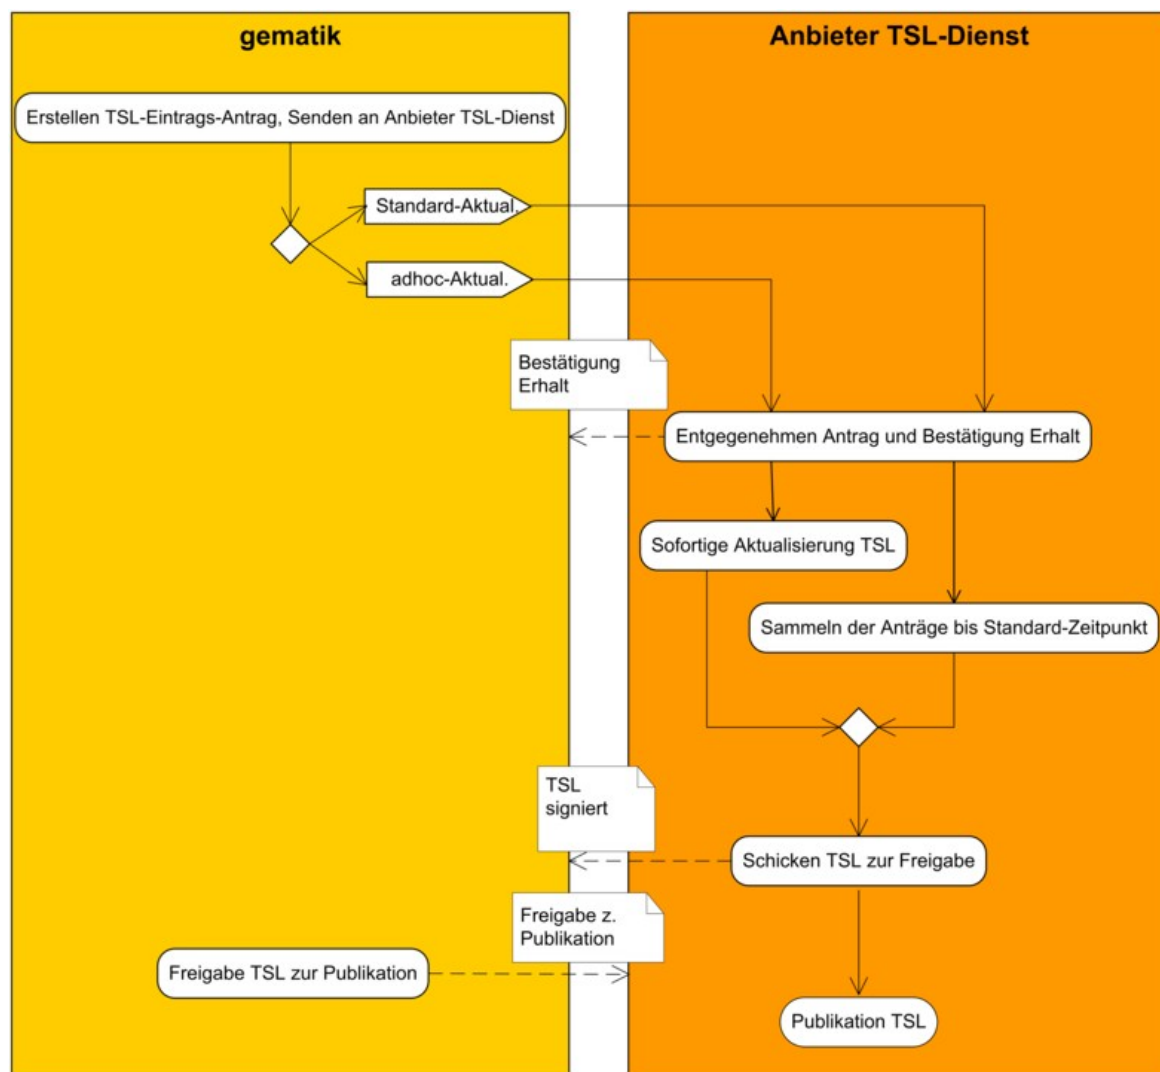 gematik
Anbieter TSL-Dienst
Erstellen TSL-Eintrags-Antrag, Senden an Anbieter TSL-Dienst
Standard-Aktual.
adhoc-Aktual.
Bestätigung
Erhalt
Entgegenehmen Antrag und Bestätigung Erhalt
Sofortige Aktualisierung TSL
Sammeln der Anträge bis Standard-Zeitpunkt
TSL
signiert
Schicken TSL zur Freigabe
Freigabe z.
Publikation
Freigabe TSL zur Publikation
Publikation TSL